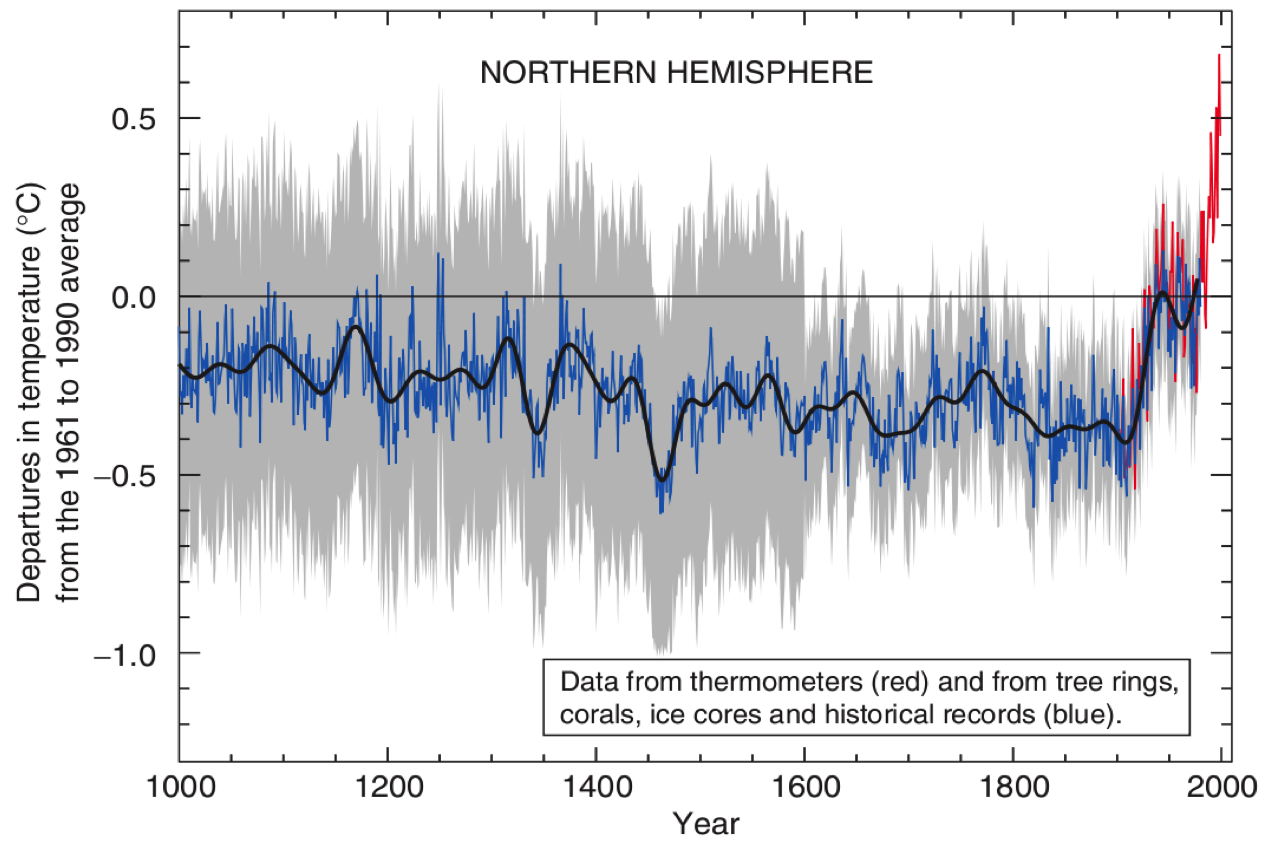 NORTHERN HEMISPHERE
0.5
0.0
−0.5
−1.0
Departures in temperature (°C)
from the 1961 to 1990 average
Data from thermometers (red) and from tree rings,
corals, ice cores and historical records (blue).
1000 1200 1400 1600 1800 2000
Year